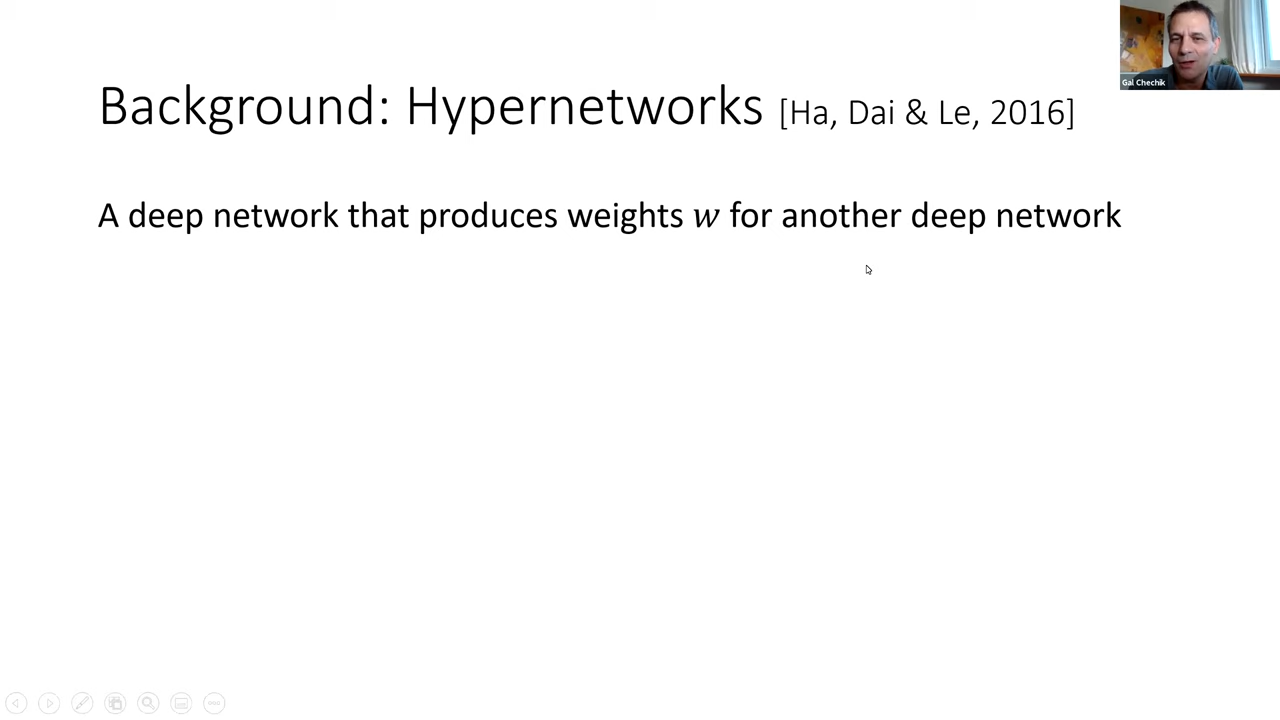 Gal Chechik
Background: Hypernetworks [Ha, Dai & Le, 2016]
A deep network that produces weights w for another deep network